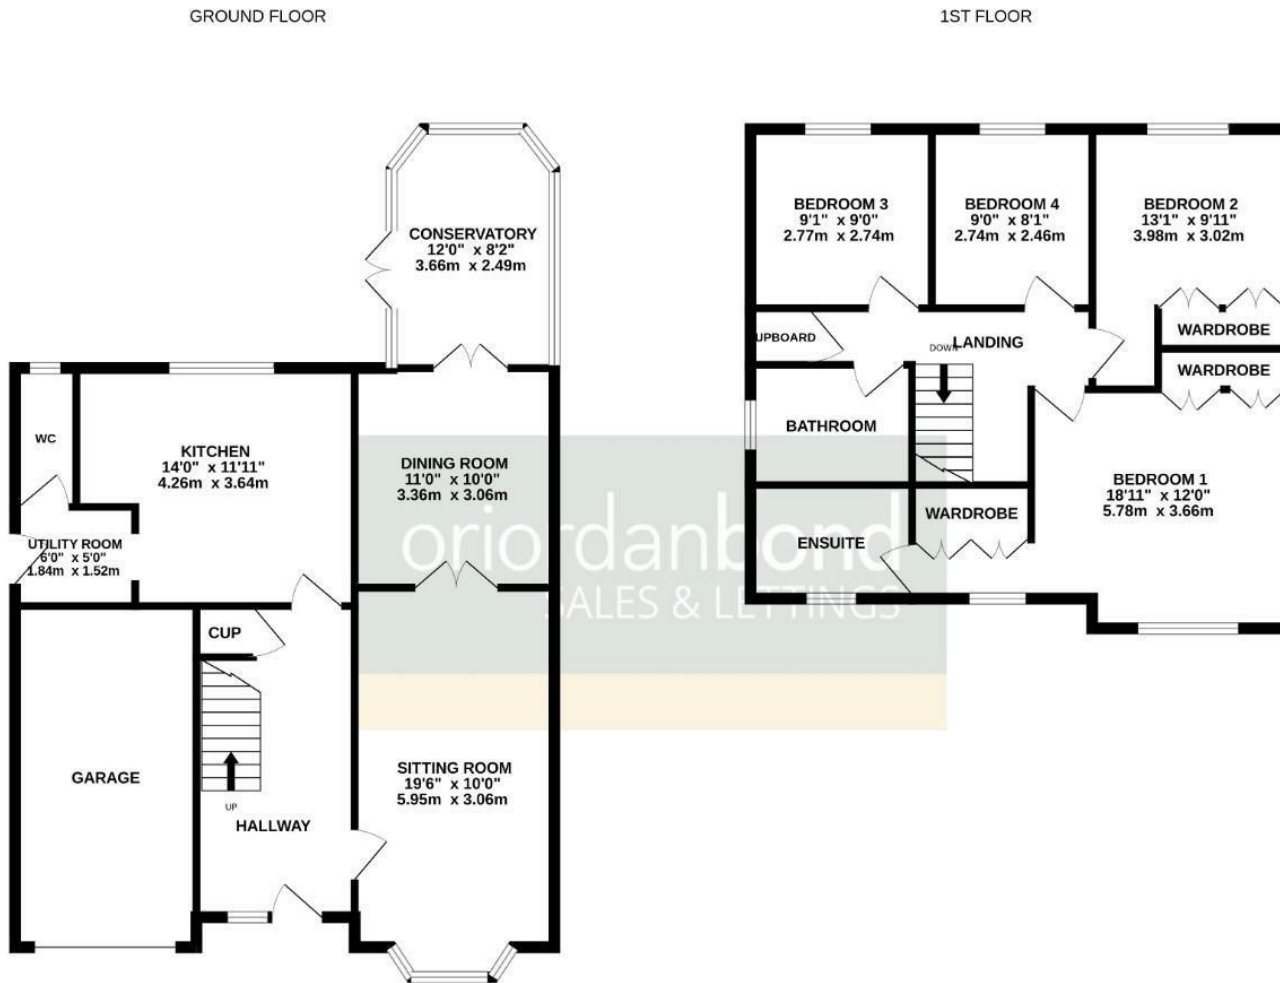 GROUND FLOOR
1ST FLOOR
CONSERVATORY
12'0" x 8'2"
3.66m x 2.49m
WC
KITCHEN
14'0" x 11'11"
4.26m x 3.64m
DINING ROOM
11'0" x 10'0"
3.36m x 3.06m
UTILITY ROOM
6'0" x 5'0"
1.84m x 1.52m
CUP
GARAGE
UP
HALLWAY
SITTING ROOM
19'6" x 10'0"
5.95m x 3.06m
BEDROOM 3
9'1" x 9'0"
2.77m x 2.74m
BEDROOM 4
9'0" x 8'1"
2.74m x 2.46m
BEDROOM 2
13'1" x 9'11"
3.98m x 3.02m
WARDROBE
WARDROBE
UPBOARD
DOWN
LANDING
BATHROOM
BEDROOM 1
18'11" x 12'0"
5.78m x 3.66m
WARDROBE
ENSUITE
oriordanbond
SALES & LETTINGS